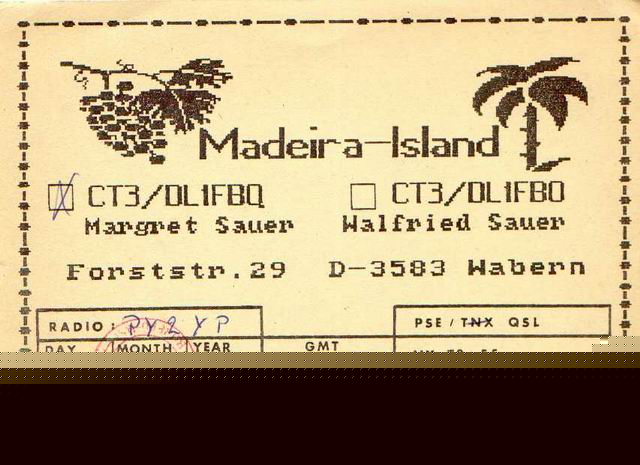 Madeira-Island
CT3/DL1FBQ CT3/DL1FBO
Margret Sauer Walfried Sauer
Forststr.29 D-3583 Wabern
RADIO: PY2YP PSE / TNX QSL
DAY MONTH YEAR GMT